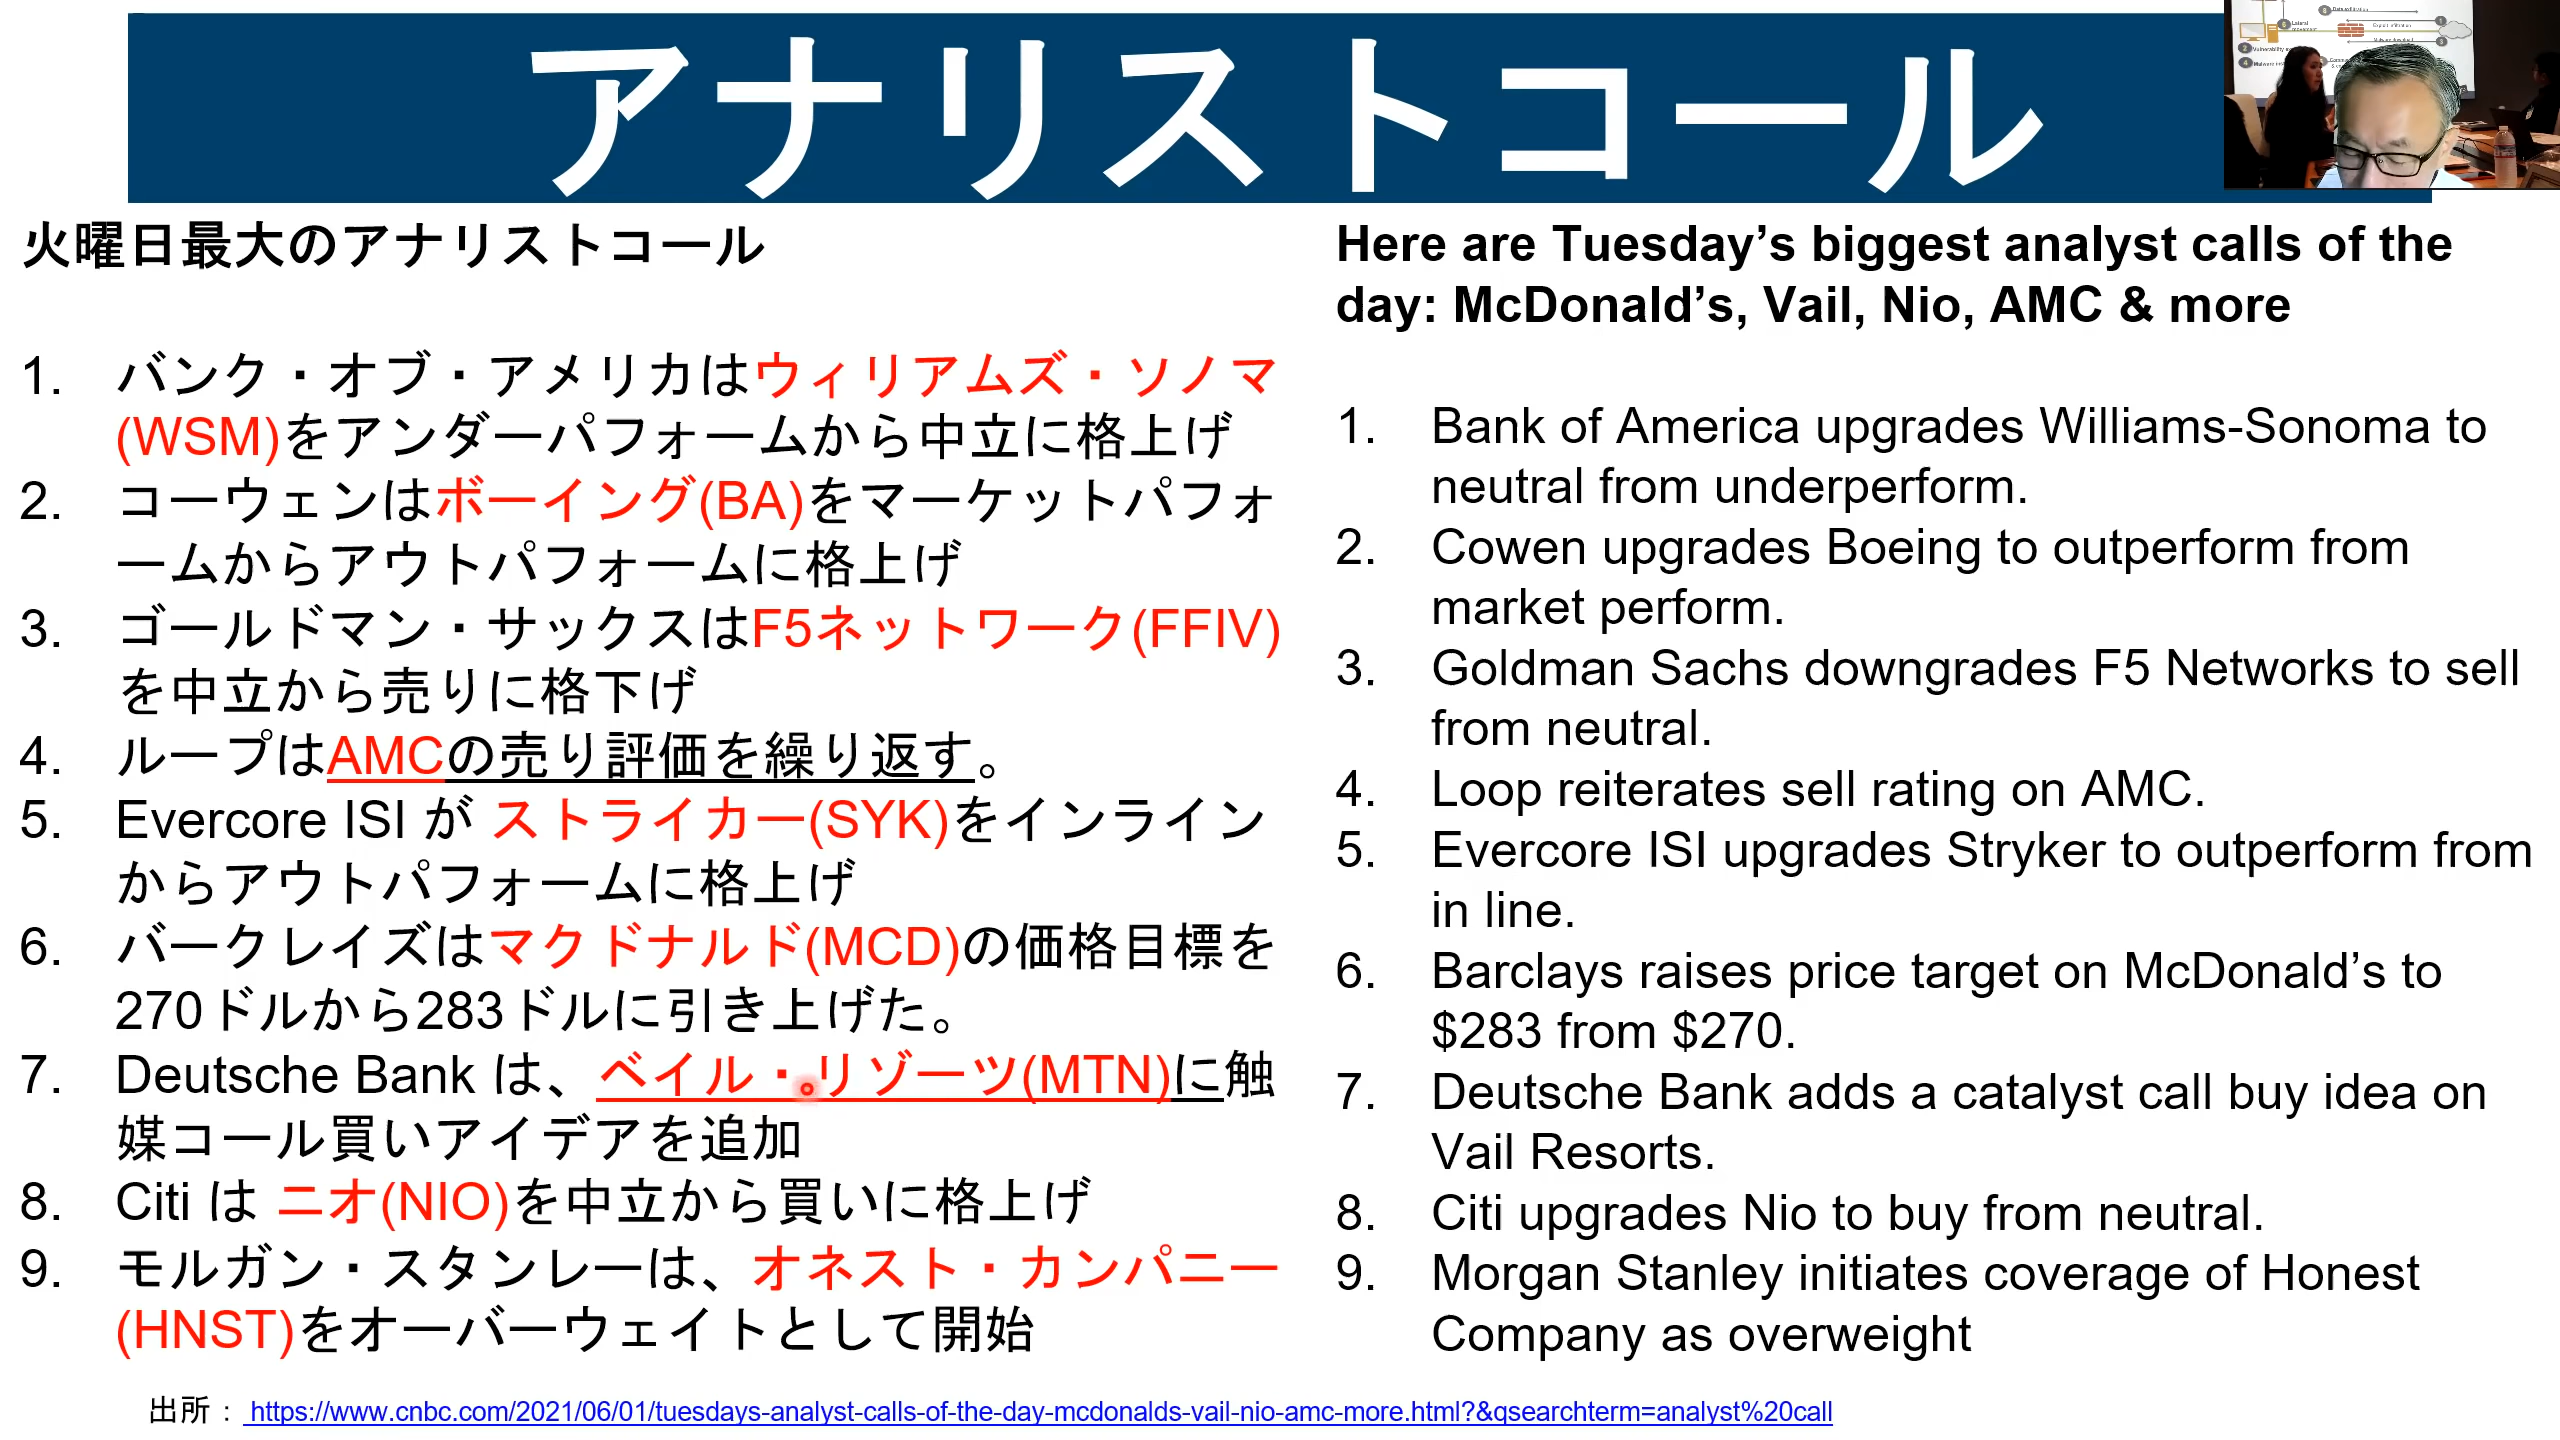 アナリストコール
火曜日最大のアナリストコール
1. バンク・オブ・アメリカはウィリアムズ・ソノマ
(WSM)をアンダーパフォームから中立に格上げ
2. コーウェンはボーイング(BA)をマーケットパフォ
ームからアウトパフォームに格上げ
3. ゴールドマン・サックスはF5ネットワーク(FFIV)
を中立から売りに格下げ
4. ループはAMCの売り評価を繰り返す。
5. Evercore ISI が ストライカー(SYK)をインライン
からアウトパフォームに格上げ
6. バークレイズはマクドナルド(MCD)の価格目標を
270ドルから283ドルに引き上げた。
7. Deutsche Bank は、ベイル・リゾーツ(MTN)に触
媒コール買いアイデアを追加
8. Citi は ニオ(NIO)を中立から買いに格上げ
9. モルガン・スタンレーは、オネスト・カンパニー
(HNST)をオーバーウェイトとして開始
Here are Tuesday’s biggest analyst calls of the
day: McDonald’s, Vail, Nio, AMC & more
1. Bank of America upgrades Williams-Sonoma to
neutral from underperform.
2. Cowen upgrades Boeing to outperform from
market perform.
3. Goldman Sachs downgrades F5 Networks to sell
from neutral.
4. Loop reiterates sell rating on AMC.
5. Evercore ISI upgrades Stryker to outperform from
in line.
6. Barclays raises price target on McDonald’s to
$283 from $270.
7. Deutsche Bank adds a catalyst call buy idea on
Vail Resorts.
8. Citi upgrades Nio to buy from neutral.
9. Morgan Stanley initiates coverage of Honest
Company as overweight
出所： https://www.cnbc.com/2021/06/01/tuesdays-analyst-calls-of-the-day-mcdonalds-vail-nio-amc-more.html?&qsearchterm=analyst%20call